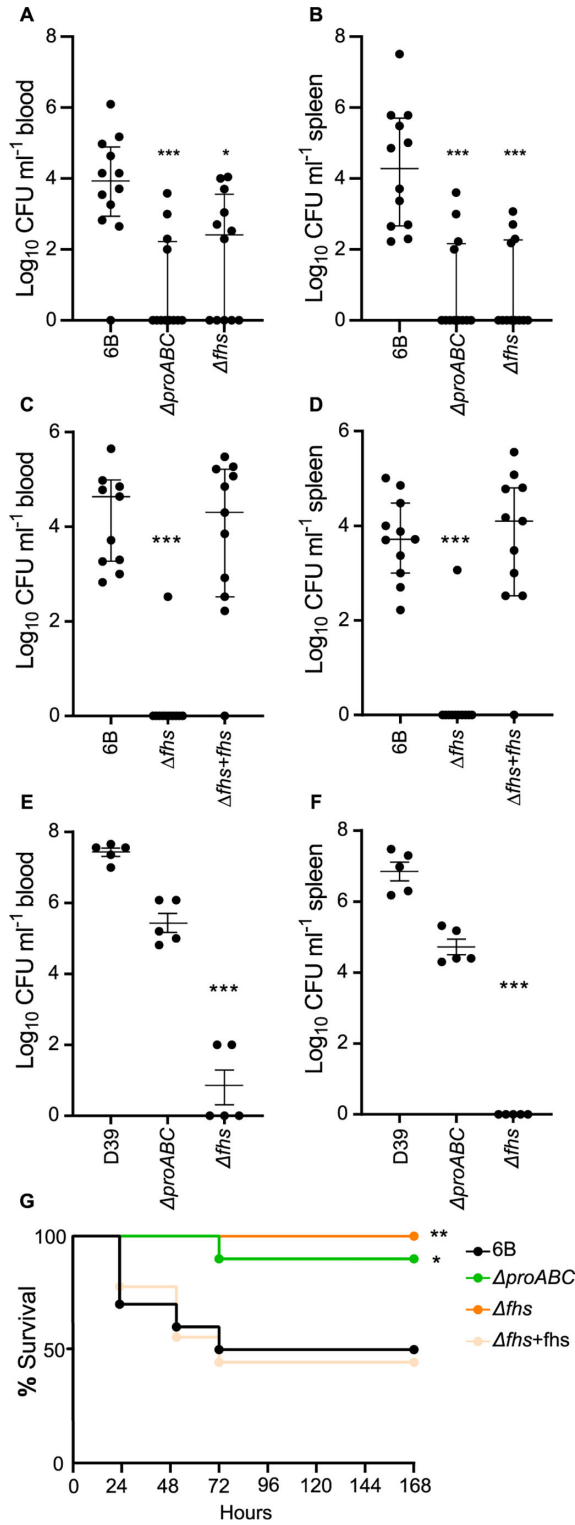 A
Log10 CFU ml-1 blood
8
6
4
2
0
*** *
6B ΔproABC Δfhs
B
Log10 CFU ml-1 spleen
8
6
4
2
0
*** ***
6B ΔproABC Δfhs
C
Log10 CFU ml-1 blood
6
4
2
0
***
6B Δfhs Δfhs+fhs
D
Log10 CFU ml-1 spleen
6
4
2
0
***
6B Δfhs Δfhs+fhs
E
Log10 CFU ml-1 blood
8
6
4
2
0
***
D39 ΔproABC Δfhs
F
Log10 CFU ml-1 spleen
8
6
4
2
0
***
D39 ΔproABC Δfhs
G
% Survival
100
50
0
0 24 48 72 96 120 144 168
Hours
**
*
6B
ΔproABC
Δfhs
Δfhs+fhs